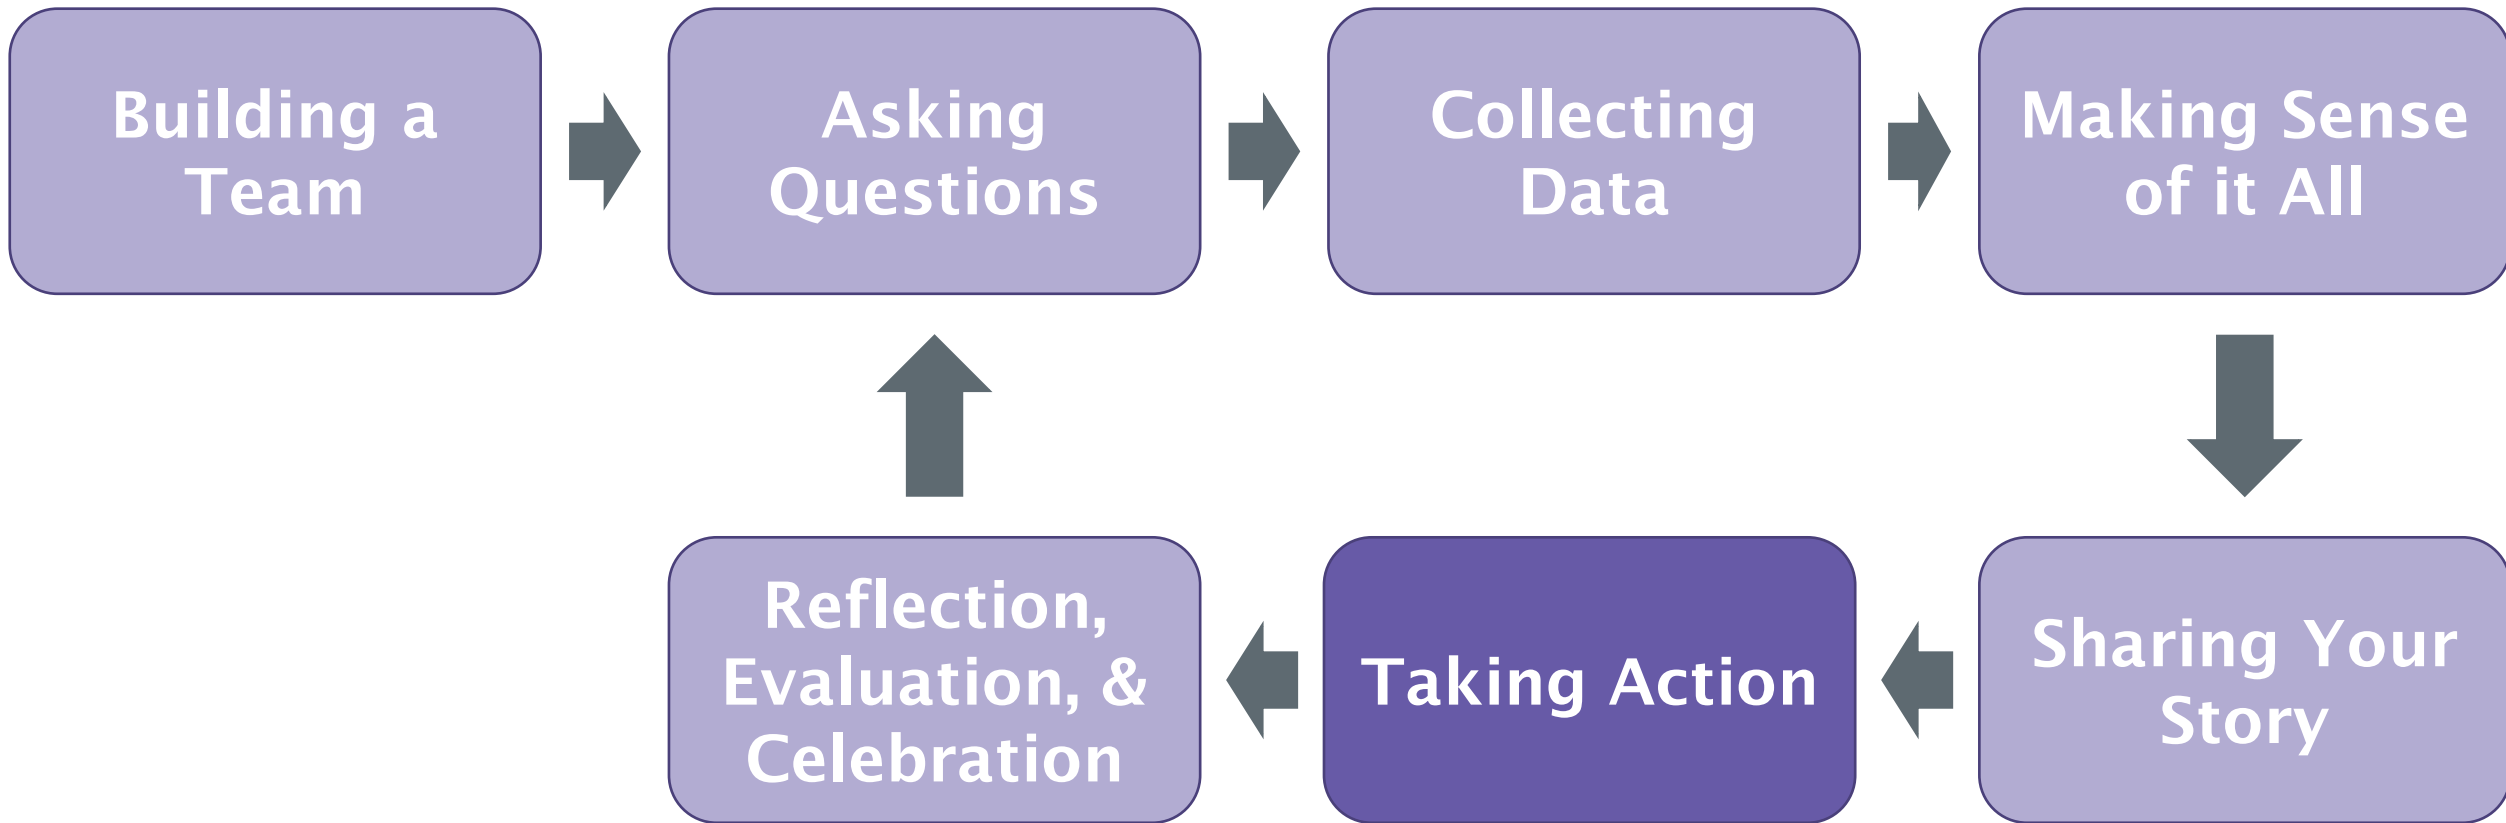 Building a
Team
Asking
Questions
Collecting
Data
Making Sense
of it All
Reflection,
Evaluation, &
Celebration
Taking Action
Sharing Your
Story